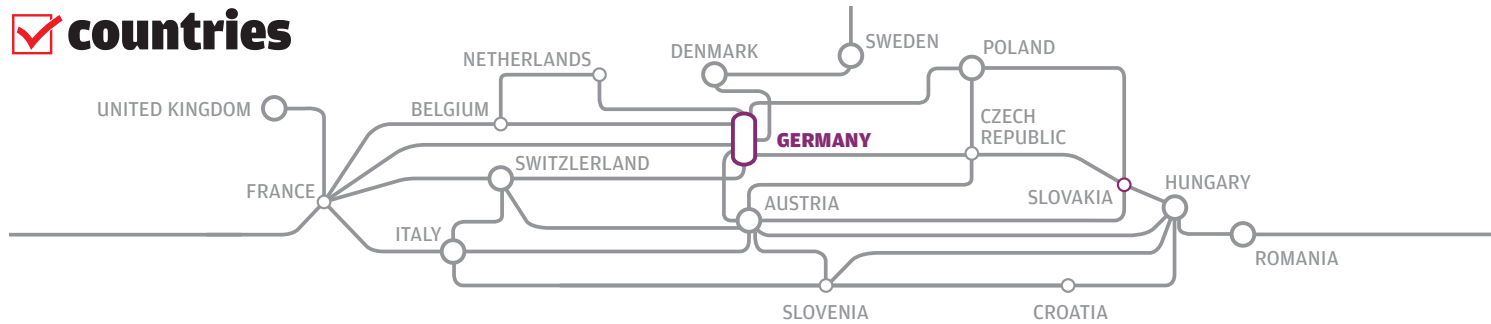 countries
SWEDEN
DENMARK
POLAND
NETHERLANDS
UNITED KINGDOM
BELGIUM
CZECH
REPUBLIC
GERMANY
SWITZLERLAND
FRANCE
HUNGARY
SLOVAKIA
AUSTRIA
ITALY
ROMANIA
SLOVENIA
CROATIA